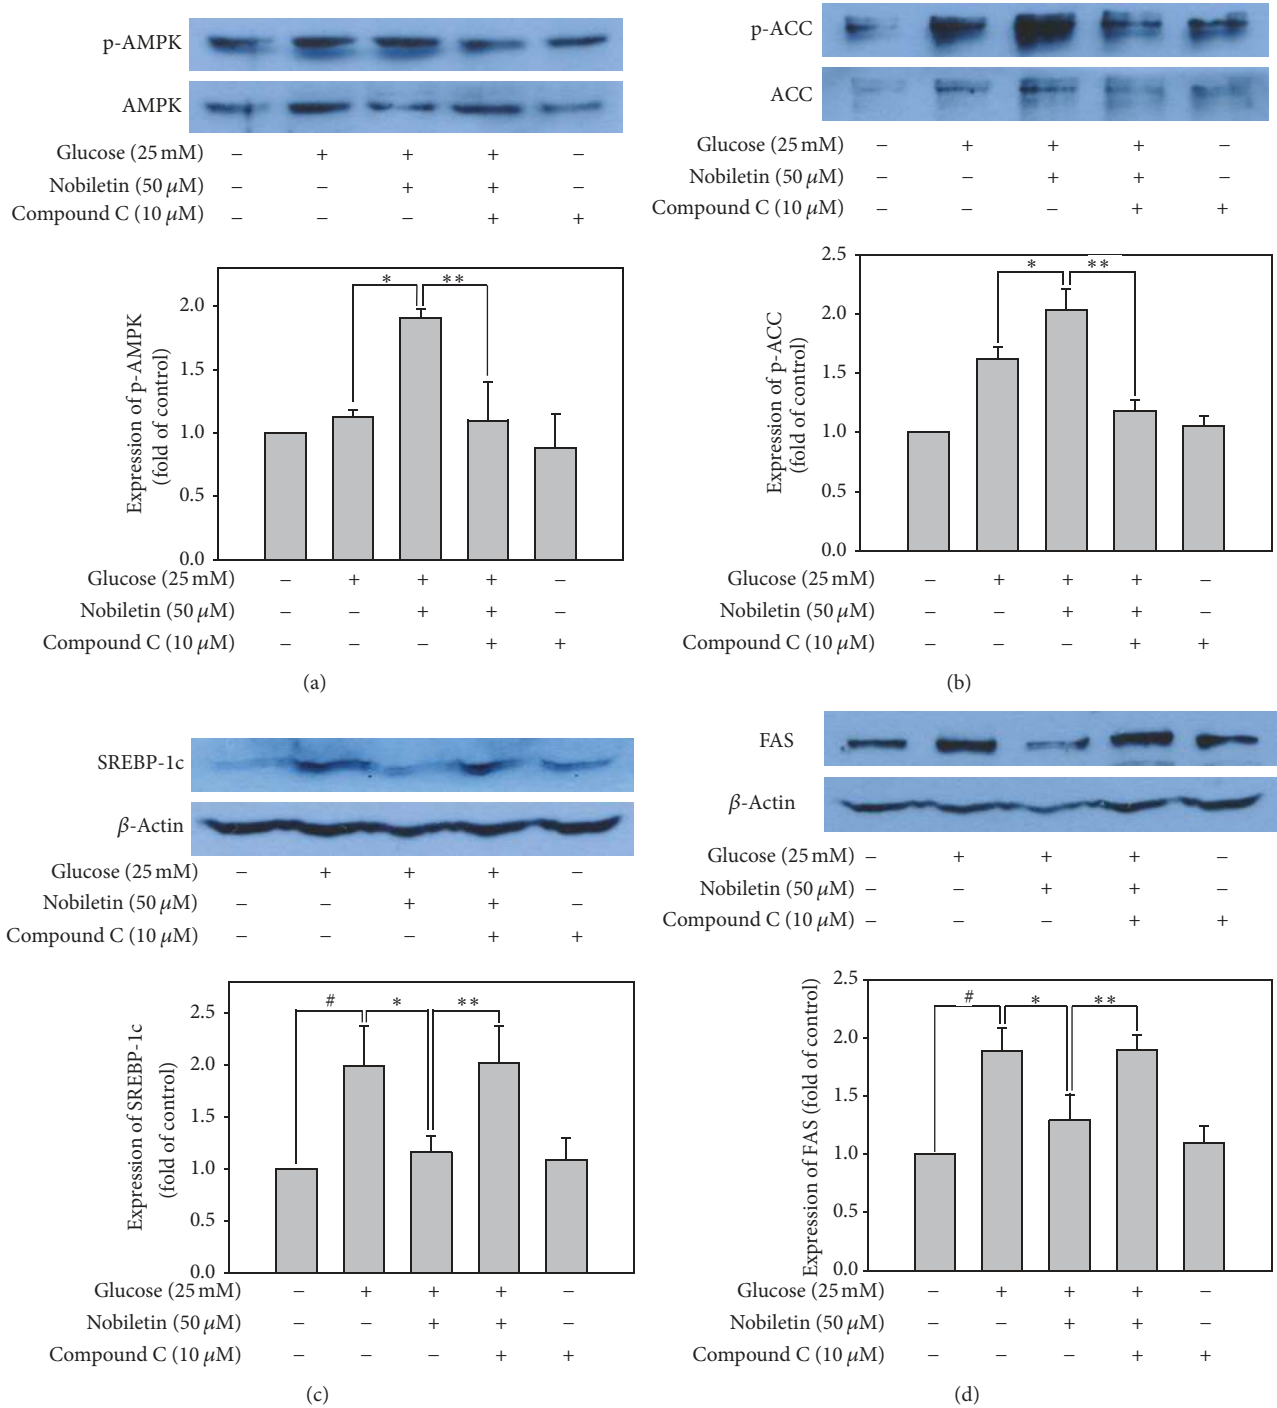 p-AMPK
AMPK
Glucose (25 mM) − + + + −
Nobiletin (50 μM) − − + + −
Compound C (10 μM) − − − + +
Expression of p-AMPK
(fold of control)
2.0
1.5
1.0
0.5
0.0
* **
Glucose (25 mM) − + + + −
Nobiletin (50 μM) − − + + −
Compound C (10 μM) − − − + +
(a)
p-ACC
ACC
Glucose (25 mM) − + + + −
Nobiletin (50 μM) − − + + −
Compound C (10 μM) − − − + +
Expression of p-ACC
(fold of control)
2.5
2.0
1.5
1.0
0.5
0.0
* **
Glucose (25 mM) − + + + −
Nobiletin (50 μM) − − + + −
Compound C (10 μM) − − − + +
(b)
SREBP-1c
β-Actin
Glucose (25 mM) − + + + −
Nobiletin (50 μM) − − + + −
Compound C (10 μM) − − − + +
Expression of SREBP-1c
(fold of control)
2.5
2.0
1.5
1.0
0.5
0.0
# * **
Glucose (25 mM) − + + + −
Nobiletin (50 μM) − − + + −
Compound C (10 μM) − − − + +
(c)
FAS
β-Actin
Glucose (25 mM) − + + + −
Nobiletin (50 μM) − − + + −
Compound C (10 μM) − − − + +
Expression of FAS (fold of control)
2.5
2.0
1.5
1.0
0.5
0.0
# * **
Glucose (25 mM) − + + + −
Nobiletin (50 μM) − − + + −
Compound C (10 μM) − − − + +
(d)